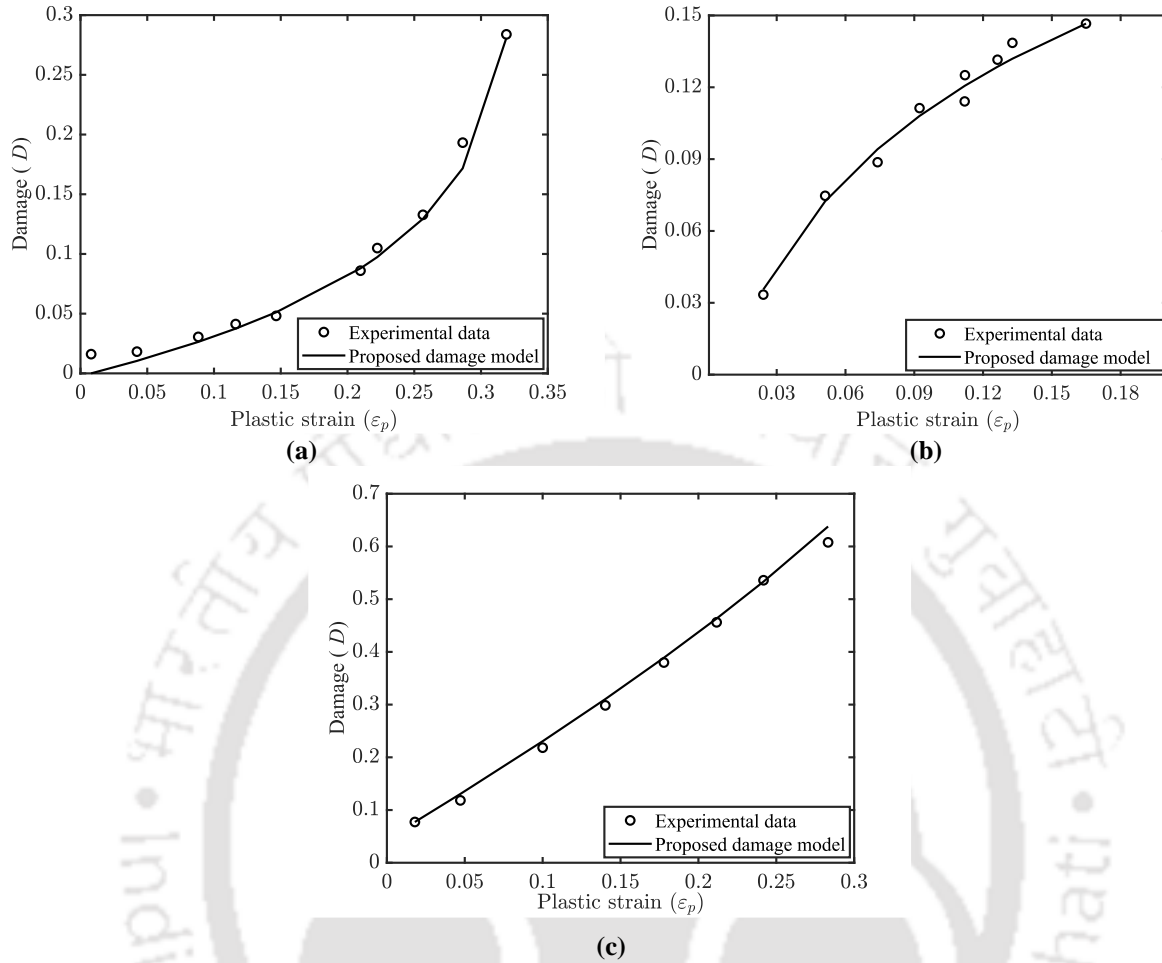 0.3
0.25
0.2
0.15
0.1
0.05
0
Damage ( D)
0 0.05 0.1 0.15 0.2 0.25 0.3 0.35
Plastic strain (εp)
Experimental data
Proposed damage model
(a)
0.15
0.12
0.09
0.06
0.03
0.00
Damage ( D)
0.03 0.06 0.09 0.12 0.15 0.18
Plastic strain (εp)
Experimental data
Proposed damage model
(b)
0.7
0.6
0.5
0.4
0.3
0.2
0.1
0
Damage ( D)
0 0.05 0.1 0.15 0.2 0.25 0.3
Plastic strain (εp)
Experimental data
Proposed damage model
(c)